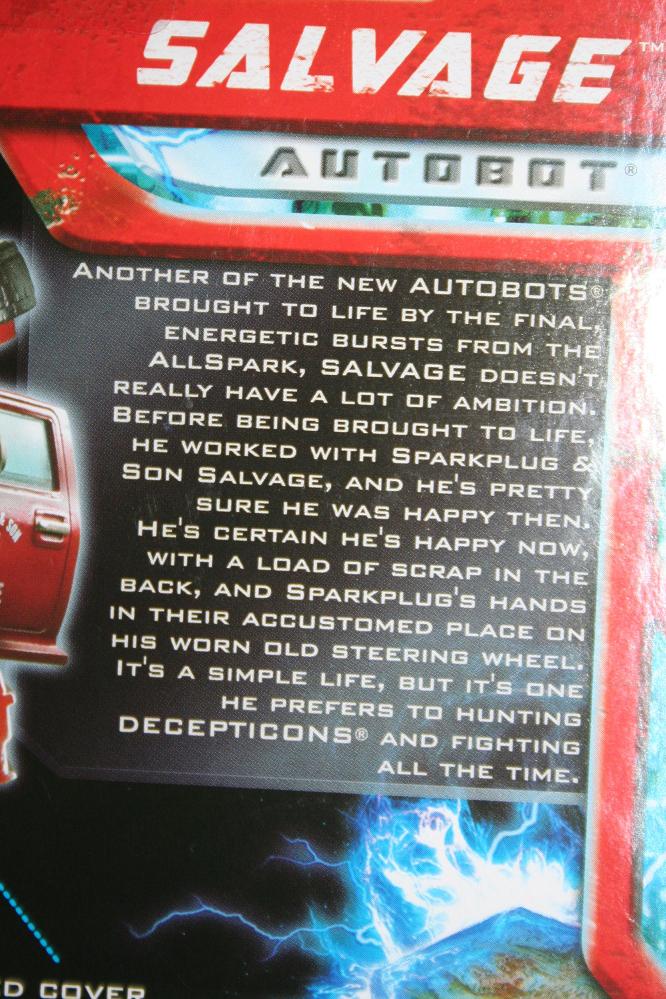 SALVAGE™
AUTOBOT®
ANOTHER OF THE NEW AUTOBOTS®
BROUGHT TO LIFE BY THE FINAL,
ENERGETIC BURSTS FROM THE
ALLSPARK, SALVAGE DOESN'T
REALLY HAVE A LOT OF AMBITION.
BEFORE BEING BROUGHT TO LIFE,
HE WORKED WITH SPARKPLUG &
SON SALVAGE, AND HE'S PRETTY
SURE HE WAS HAPPY THEN.
HE'S CERTAIN HE'S HAPPY NOW,
WITH A LOAD OF SCRAP IN THE
BACK, AND SPARKPLUG'S HANDS
IN THEIR ACCUSTOMED PLACE ON
HIS WORN OLD STEERING WHEEL.
IT'S A SIMPLE LIFE, BUT IT'S ONE
HE PREFERS TO HUNTING
DECEPTICONS® AND FIGHTING
ALL THE TIME.
& SON
ED COVER